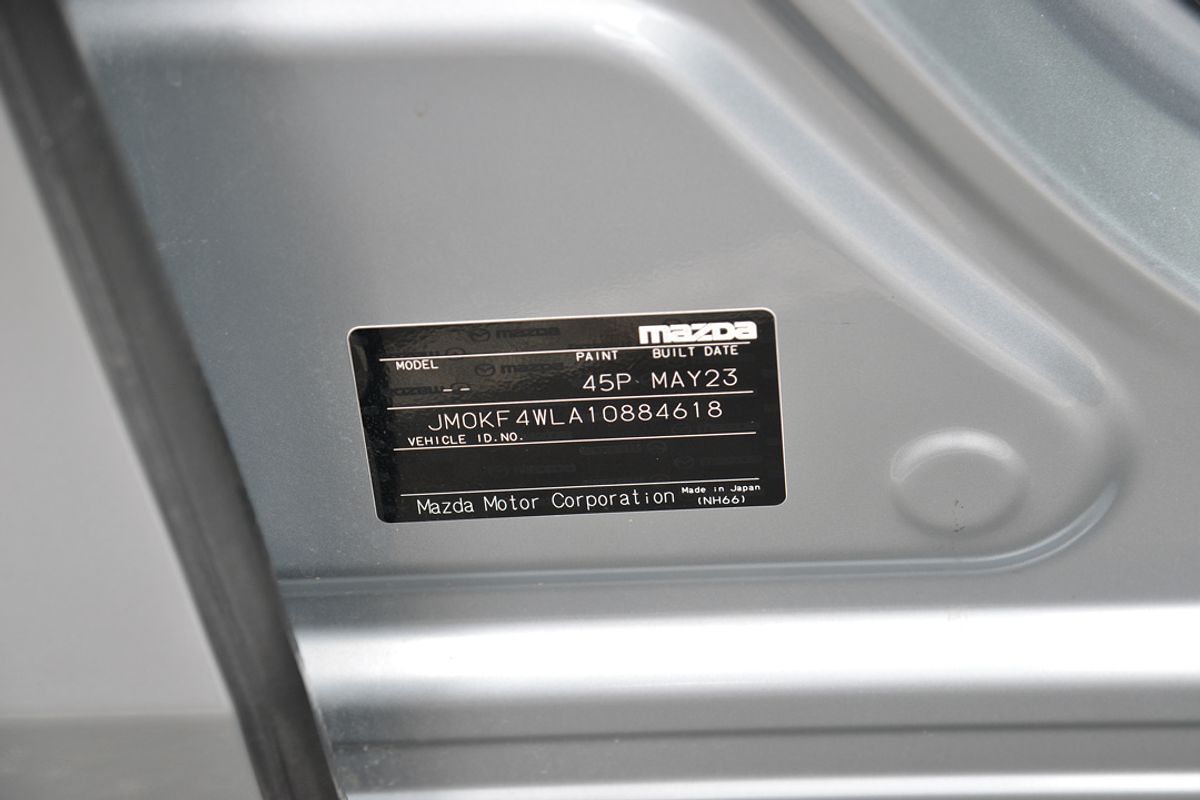 mazda
MODEL PAINT BUILT DATE
-- 45P MAY23
JM0KF4WLA10884618
VEHICLE ID.NO.
Mazda Motor Corporation Made in Japan
(NH66)